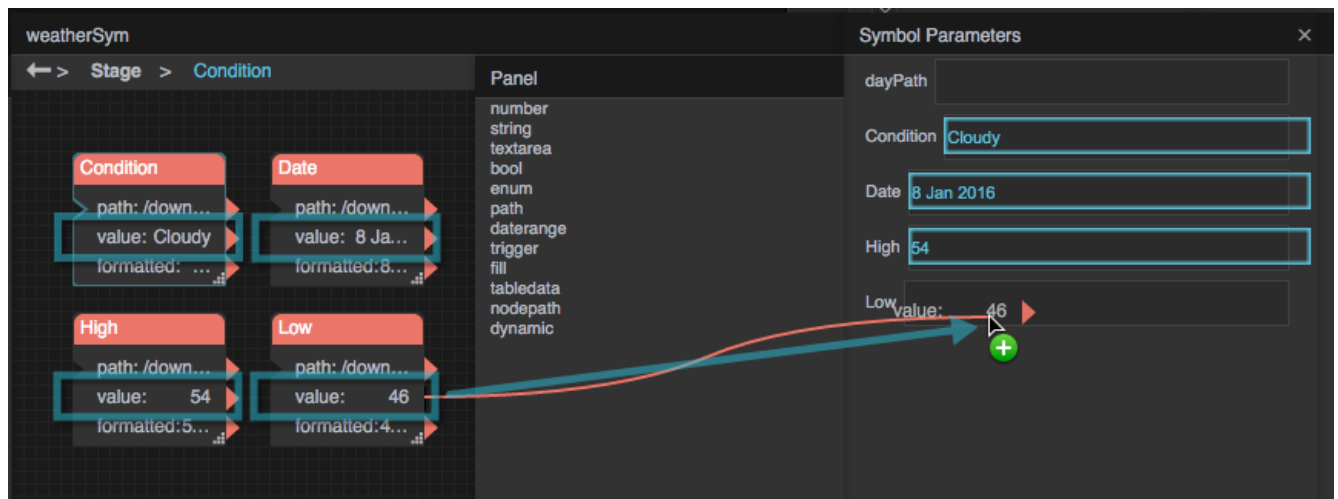 weatherSym
← > Stage > Condition
Condition
path: /down...
value: Cloudy
formatted: ...
Date
path: /down...
value: 8 Ja...
formatted:8...
High
path: /down...
value: 54
formatted:5...
Low
path: /down...
value: 46
formatted:4...
Panel
number
string
textarea
bool
enum
path
daterange
trigger
fill
tabledata
nodepath
dynamic
Symbol Parameters ×
dayPath
Condition Cloudy
Date 8 Jan 2016
High 54
Low
value: 46